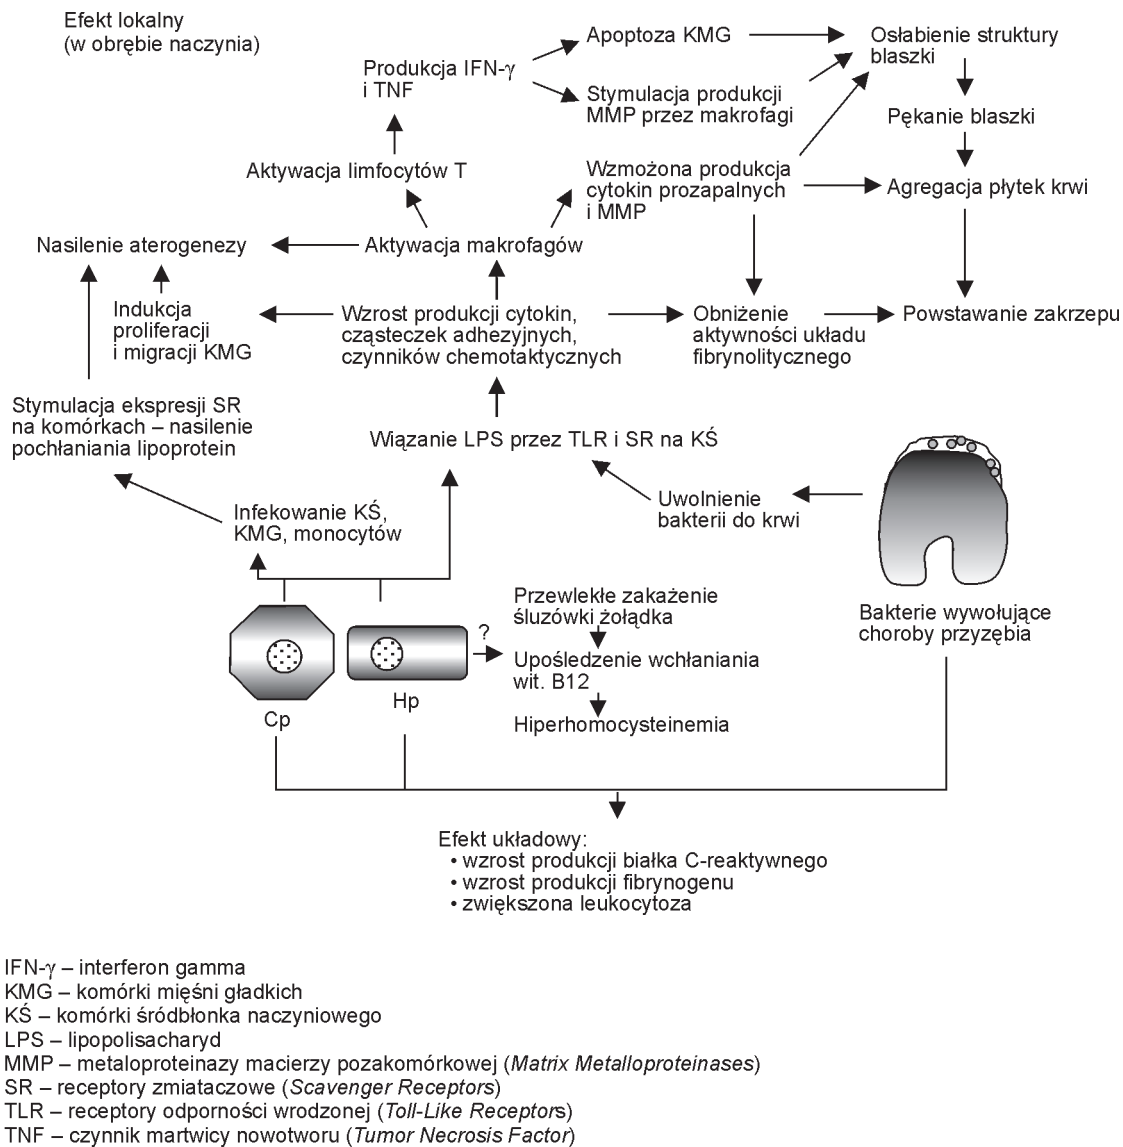 Efekt lokalny
(w obrębie naczynia)
Apoptoza KMG
Osłabienie struktury
blaszki
Produkcja IFN-γ
i TNF
Stymulacja produkcji
MMP przez makrofagi
Pękanie blaszki
Aktywacja limfocytów T
Wzmożona produkcja
cytokin prozapalnych
i MMP
Agregacja płytek krwi
Nasilenie aterogenezy
Aktywacja makrofagów
Indukcja
proliferacji
i migracji KMG
Wzrost produkcji cytokin,
cząsteczek adhezyjnych,
czynników chemotaktycznych
Obniżenie
aktywności układu
fibrynolitycznego
Powstawanie zakrzepu
Stymulacja ekspresji SR
na komórkach – nasilenie
pochłaniania lipoprotein
Wiązanie LPS przez TLR i SR na KŚ
Uwolnienie
bakterii do krwi
Infekowanie KŚ,
KMG, monocytów
Przewlekłe zakażenie
śluzówki żołądka
Bakterie wywołujące
choroby przyzębia
?
Upośledzenie wchłaniania
wit. B12
Hp
Cp
Hiperhomocysteinemia
Efekt układowy:
• wzrost produkcji białka C-reaktywnego
• wzrost produkcji fibrynogenu
• zwiększona leukocytoza
IFN-γ – interferon gamma
KMG – komórki mięśni gładkich
KŚ – komórki śródbłonka naczyniowego
LPS – lipopolisacharyd
MMP – metaloproteinazy macierzy pozakomórkowej (Matrix Metalloproteinases)
SR – receptory zmiataczowe (Scavenger Receptors)
TLR – receptory odporności wrodzonej (Toll-Like Receptors)
TNF – czynnik martwicy nowotworu (Tumor Necrosis Factor)